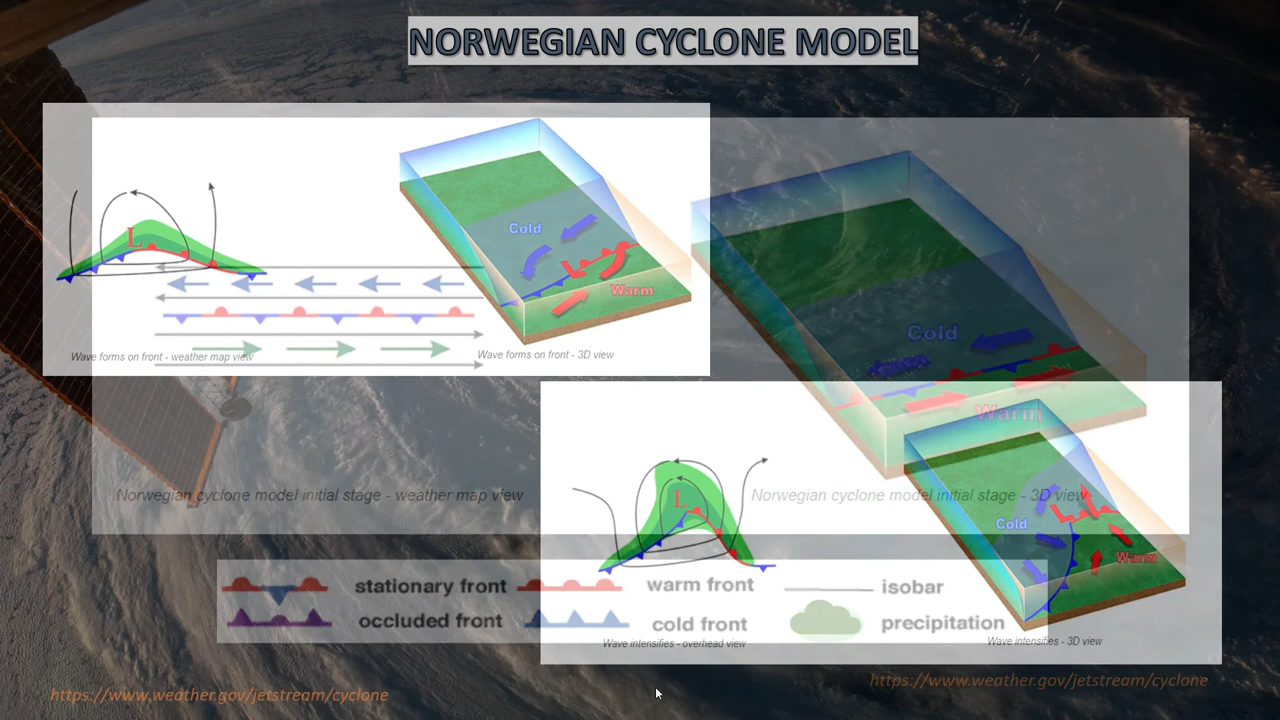 NORWEGIAN CYCLONE MODEL
L
Cold
L
Warm
Wave forms on front - weather map view
Wave forms on front - 3D view
Cold
Warm
Norwegian cyclone model initial stage - weather map view
Norwegian cyclone model initial stage - 3D view
L
Cold
L
Warm
stationary front
warm front
isobar
occluded front
cold front
precipitation
Wave intensifies - overhead view
Wave intensifies - 3D view
https://www.weather.gov/jetstream/cyclone
https://www.weather.gov/jetstream/cyclone